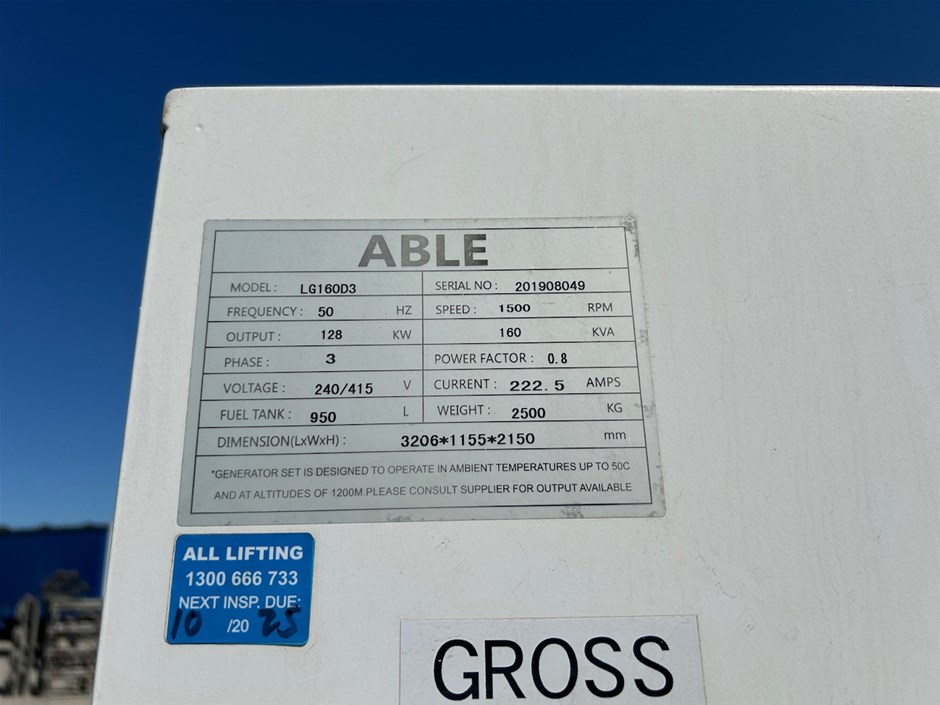 ABLE
MODEL: LG160D3 SERIAL NO: 201908049
FREQUENCY: 50 HZ SPEED: 1500 RPM
OUTPUT: 128 KW 160 KVA
PHASE: 3 POWER FACTOR: 0.8
VOLTAGE: 240/415 V CURRENT: 222.5 AMPS
FUEL TANK: 950 L WEIGHT: 2500 KG
DIMENSION(LxWxH): 3206*1155*2150 mm
*GENERATOR SET IS DESIGNED TO OPERATE IN AMBIENT TEMPERATURES UP TO 50C
AND AT ALTITUDES OF 1200M.PLEASE CONSULT SUPPLIER FOR OUTPUT AVAILABLE
ALL LIFTING
1300 666 733
NEXT INSP. DUE:
10 /20 25
GROSS